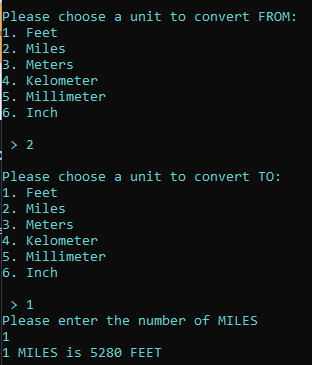 Please choose a unit to convert FROM:
1. Feet
2. Miles
3. Meters
4. Kelometer
5. Millimeter
6. Inch
> 2
Please choose a unit to convert TO:
1. Feet
2. Miles
3. Meters
4. Kelometer
5. Millimeter
6. Inch
> 1
Please enter the number of MILES
1
1 MILES is 5280 FEET